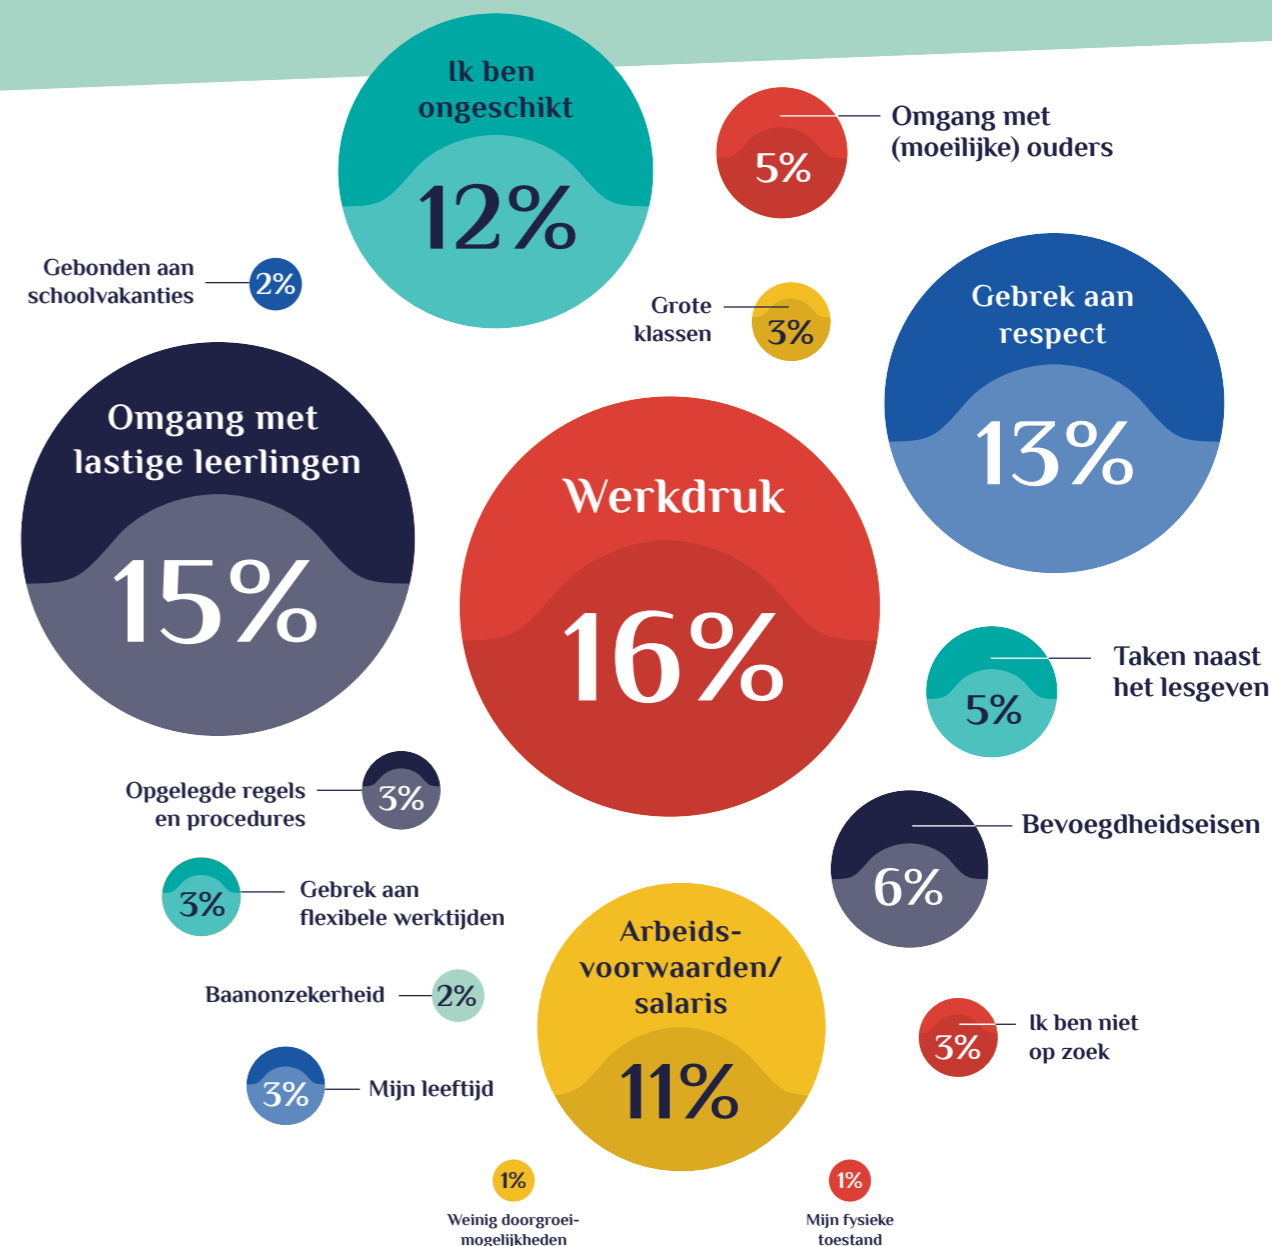 Ik ben
ongeschikt
12%
5%
Omgang met
(moeilijke) ouders
Gebonden aan
schoolvakanties
2%
Grote
klassen
3%
Gebrek aan
respect
13%
Omgang met
lastige leerlingen
15%
Werkdruk
16%
5%
Taken naast
het lesgeven
Opgelegde regels
en procedures
3%
6%
Bevoegdheidseisen
3%
Gebrek aan
flexibele werktijden
Arbeids-
voorwaarden/
salaris
11%
Baanonzekerheid
2%
3%
Ik ben niet
op zoek
3%
Mijn leeftijd
1%
Weinig doorgroei-
mogelijkheden
1%
Mijn fysieke
toestand